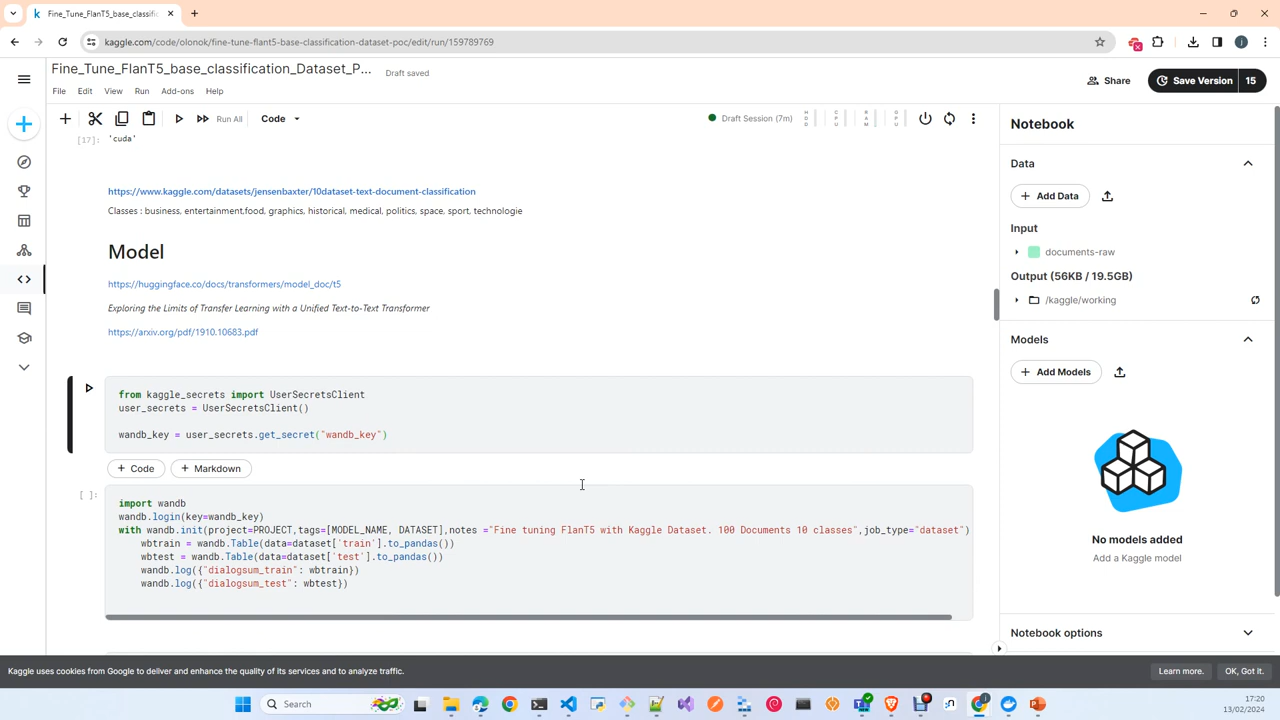 Fine_Tune_FlanT5_base_classific
kaggle.com/code/olonok/fine-tune-flant5-base-classification-dataset-poc/edit/run/159789769
Fine_Tune_FlanT5_base_classification_Dataset_P...
Draft saved
Share
Save Version
15
File
Edit
View
Run
Add-ons
Help
Run All
Code
Draft Session (7m)
HDD
CPU
RAM
GPU
[17]:
'cuda'
https://www.kaggle.com/datasets/jensenbaxter/10dataset-text-document-classification
Classes : business, entertainment,food, graphics, historical, medical, politics, space, sport, technologie
Model
https://huggingface.co/docs/transformers/model_doc/t5
Exploring the Limits of Transfer Learning with a Unified Text-to-Text Transformer
https://arxiv.org/pdf/1910.10683.pdf
from kaggle_secrets import UserSecretsClient
user_secrets = UserSecretsClient()
wandb_key = user_secrets.get_secret("wandb_key")
+ Code
+ Markdown
[ ]:
import wandb
wandb.login(key=wandb_key)
with wandb.init(project=PROJECT,tags=[MODEL_NAME, DATASET],notes ="Fine tuning FlanT5 with Kaggle Dataset. 100 Documents 10 classes",job_type="dataset")
wbtrain = wandb.Table(data=dataset['train'].to_pandas())
wbtest = wandb.Table(data=dataset['test'].to_pandas())
wandb.log({"dialogsum_train": wbtrain})
wandb.log({"dialogsum_test": wbtest})
Notebook
Data
+ Add Data
Input
documents-raw
Output (56KB / 19.5GB)
/kaggle/working
Models
+ Add Models
No models added
Add a Kaggle model
Notebook options
Kaggle uses cookies from Google to deliver and enhance the quality of its services and to analyze traffic.
Learn more.
OK, Got it.
Search
17:20
13/02/2024